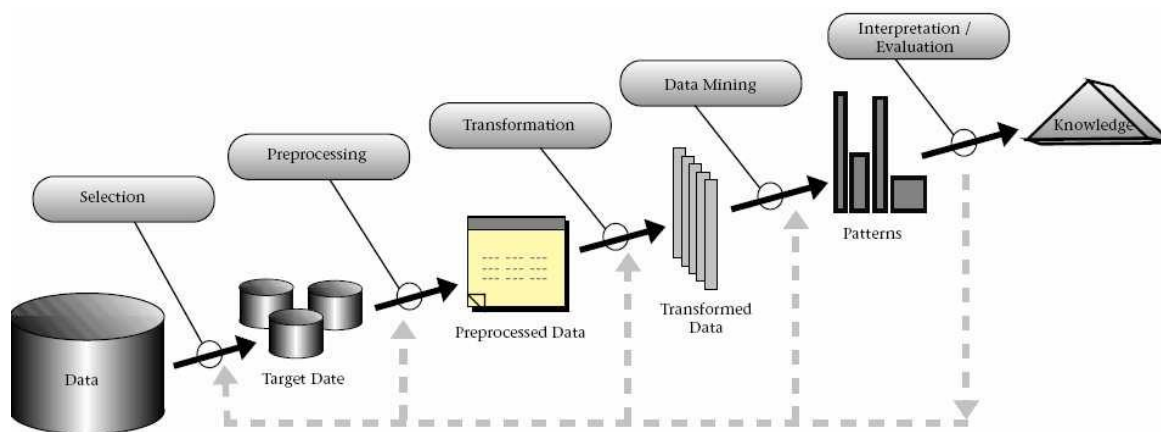 Interpretation /
Evaluation
Data Mining
Transformation
Preprocessing
Selection
Data
Target Date
Preprocessed Data
Transformed
Data
Patterns
Knowledge